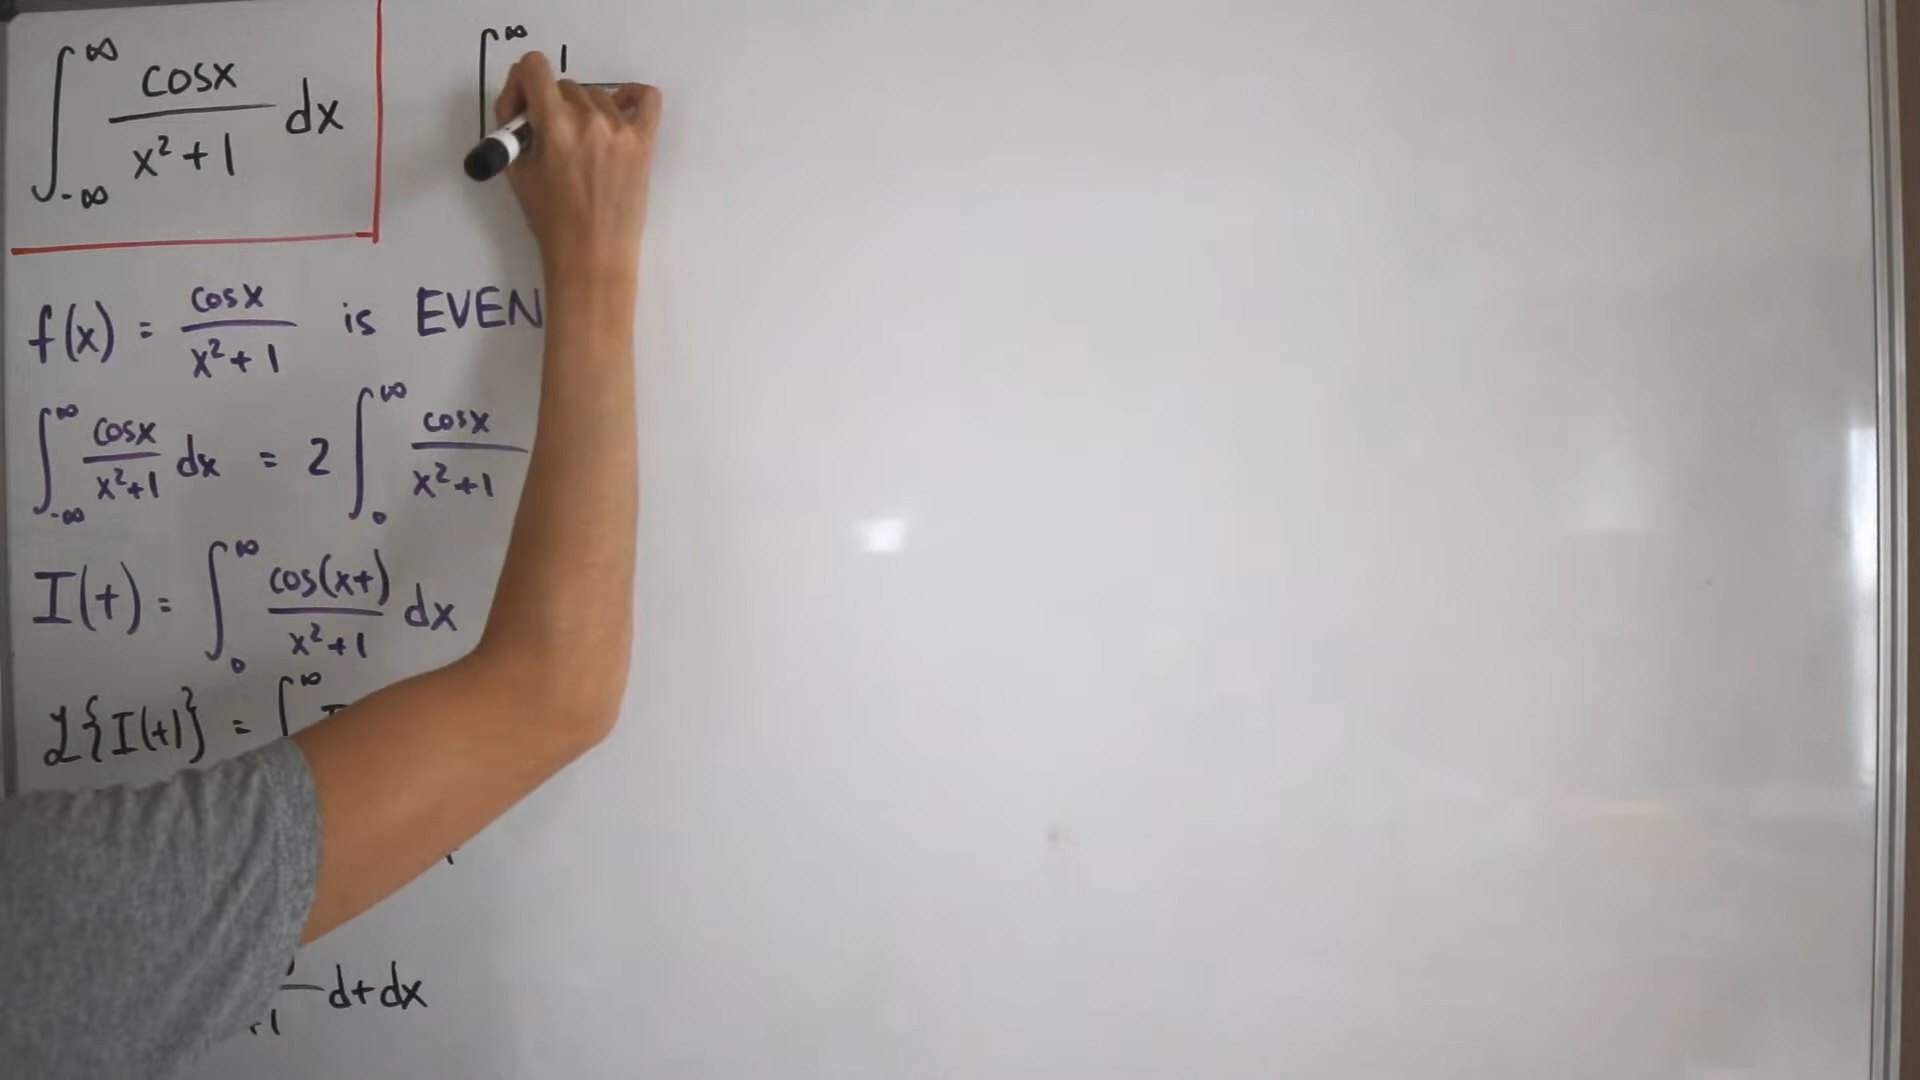 ∫_{-∞}^{∞} cosx / (x²+1) dx
f(x) = cosx / (x²+1) is EVEN
∫_{-∞}^{∞} cosx / (x²+1) dx = 2 ∫_{0}^{∞} cosx / (x²+1)
I(t) = ∫_{0}^{∞} cos(xt) / (x²+1) dx
ℒ{I(t)} = ∫^{∞} I
dt dx
∫^{∞} 1